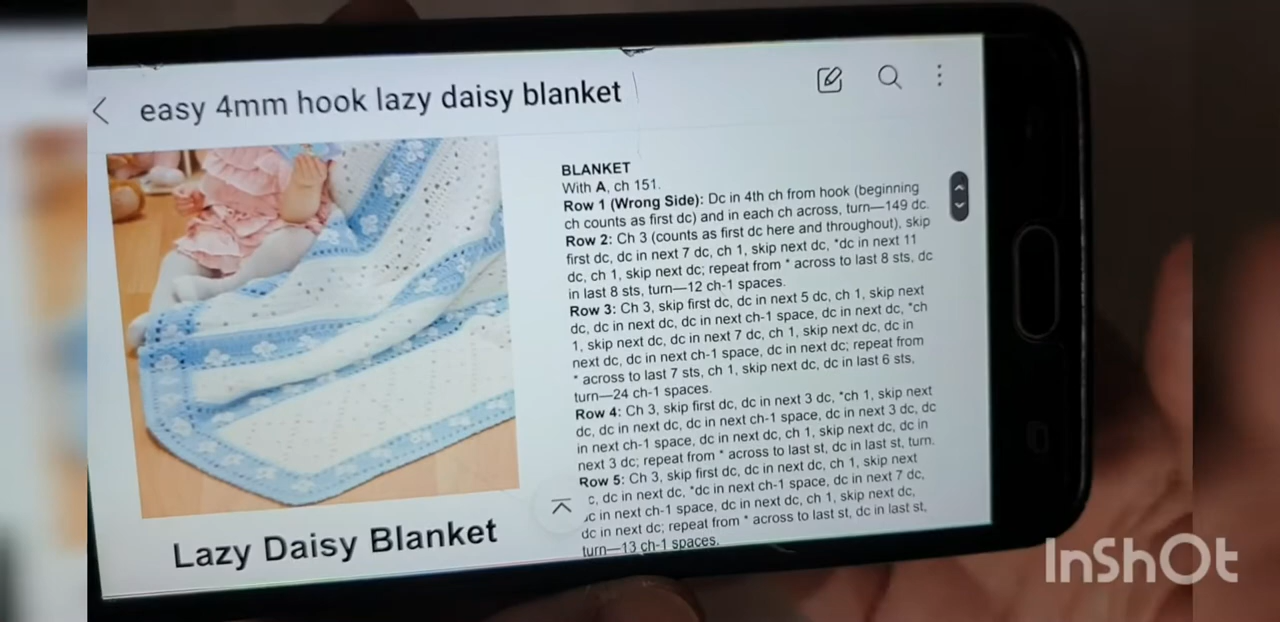 easy 4mm hook lazy daisy blanket
BLANKET
With A, ch 151.
Row 1 (Wrong Side): Dc in 4th ch from hook (beginning
ch counts as first dc) and in each ch across, turn—149 dc.
Row 2: Ch 3 (counts as first dc here and throughout), skip
first dc, dc in next 7 dc, ch 1, skip next dc, *dc in next 11
dc, ch 1, skip next dc; repeat from * across to last 8 sts, dc
in last 8 sts, turn—12 ch-1 spaces.
Row 3: Ch 3, skip first dc, dc in next 5 dc, ch 1, skip next
dc, dc in next dc, dc in next ch-1 space, dc in next dc, *ch
1, skip next dc, dc in next 7 dc, ch 1, skip next dc, dc in
next dc, dc in next ch-1 space, dc in next dc; repeat from
* across to last 7 sts, ch 1, skip next dc, dc in last 6 sts,
turn—24 ch-1 spaces.
Row 4: Ch 3, skip first dc, dc in next 3 dc, *ch 1, skip next
dc, dc in next dc, dc in next ch-1 space, dc in next 3 dc, dc
in next ch-1 space, dc in next dc, ch 1, skip next dc, dc in
next 3 dc; repeat from * across to last st, dc in last st, turn.
Row 5: Ch 3, skip first dc, dc in next dc, ch 1, skip next
c, dc in next dc, *dc in next ch-1 space, dc in next 7 dc,
c in next ch-1 space, dc in next dc, ch 1, skip next dc,
dc in next dc; repeat from * across to last st, dc in last st,
turn—13 ch-1 spaces.
Lazy Daisy Blanket
InShOt